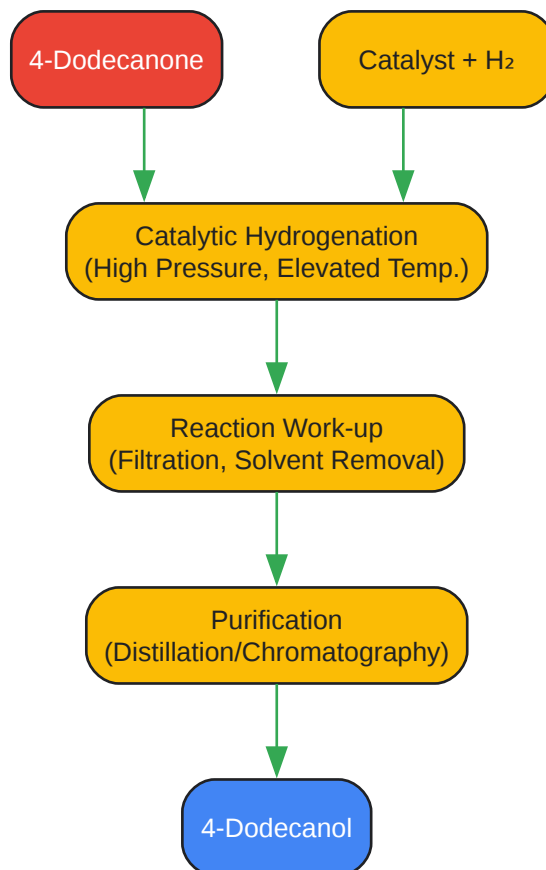 4-Dodecanone
Catalyst + H₂
Catalytic Hydrogenation
(High Pressure, Elevated Temp.)
Reaction Work-up
(Filtration, Solvent Removal)
Purification
(Distillation/Chromatography)
4-Dodecanol